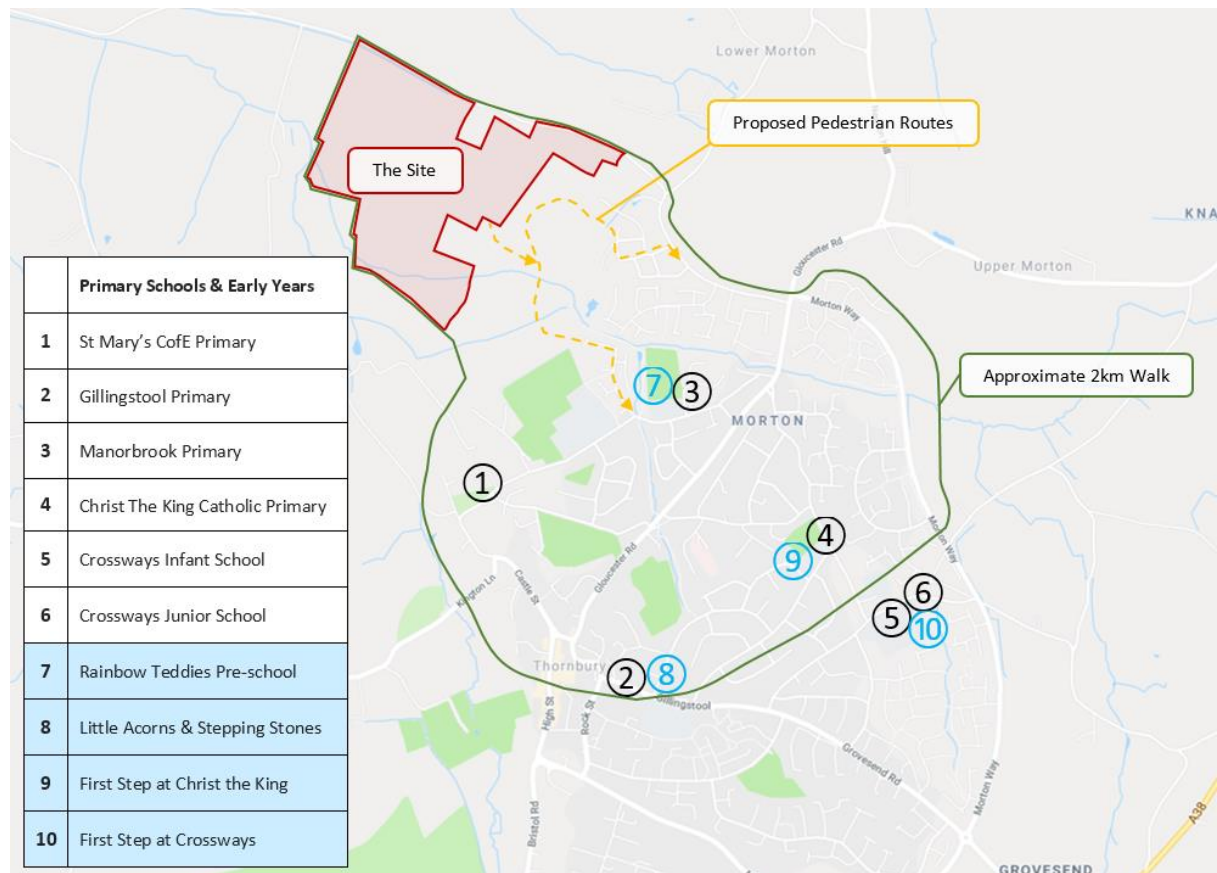 Lower Morton
Proposed Pedestrian Routes
The Site
KNA
Gloucester Rd
Upper Morton
Morton Way
Primary Schools & Early Years
1 St Mary's CofE Primary
2 Gillingstool Primary
3 Manorbrook Primary
4 Christ The King Catholic Primary
5 Crossways Infant School
6 Crossways Junior School
7 Rainbow Teddies Pre-school
8 Little Acorns & Stepping Stones
9 First Step at Christ the King
10 First Step at Crossways
Approximate 2km Walk
7
3
MORTON
1
4
9
Morton Way
Gloucester Rd
Castle St
Kington Ln
6
5
10
Thornbury
2
8
Gillingstool
High St
Rock St
Grovesend Rd
Morton Way
Bristol Rd
A38
GROVESEND